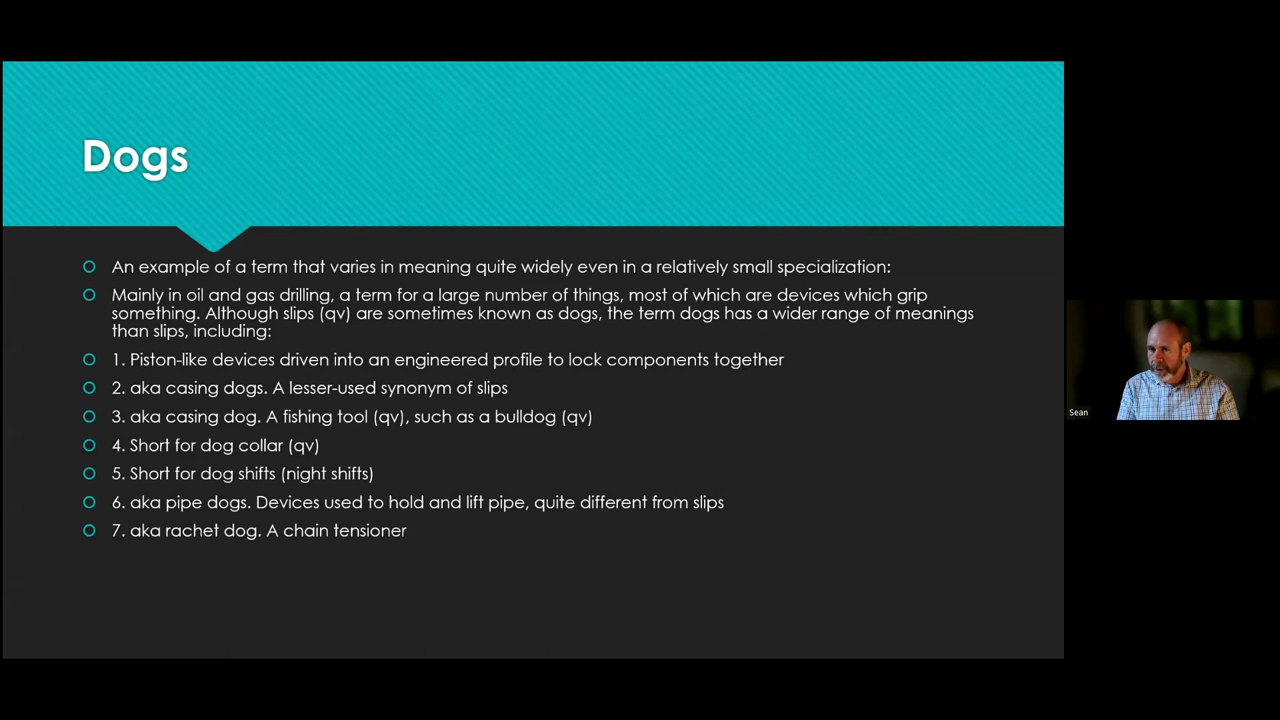 Dogs
An example of a term that varies in meaning quite widely even in a relatively small specialization:
Mainly in oil and gas drilling, a term for a large number of things, most of which are devices which grip
something. Although slips (qv) are sometimes known as dogs, the term dogs has a wider range of meanings
than slips, including:
1. Piston-like devices driven into an engineered profile to lock components together
2. aka casing dogs. A lesser-used synonym of slips
3. aka casing dog. A fishing tool (qv), such as a bulldog (qv)
4. Short for dog collar (qv)
5. Short for dog shifts (night shifts)
6. aka pipe dogs. Devices used to hold and lift pipe, quite different from slips
7. aka rachet dog. A chain tensioner
Sean